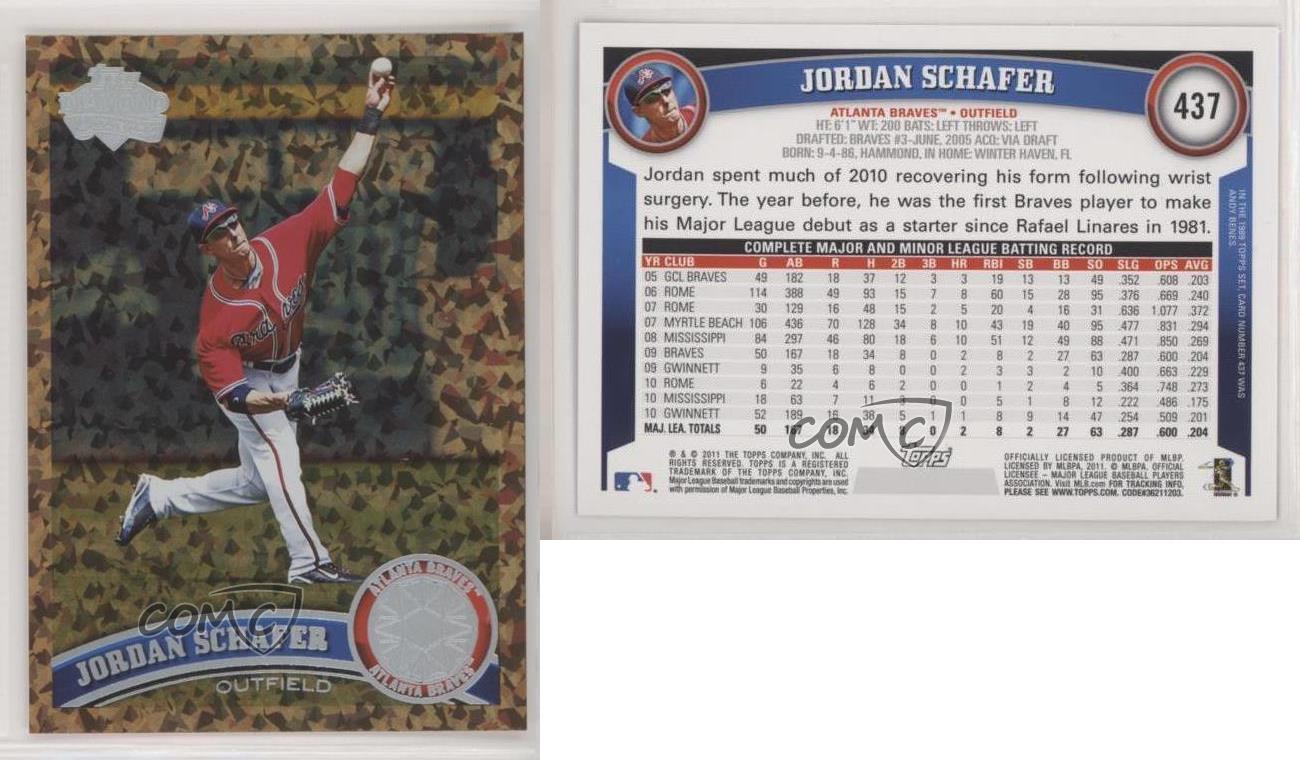 DIAMOND
Braves
COMC
JORDAN SCHAFER
OUTFIELD
ATLANTA BRAVES™
ATLANTA BRAVES™
JORDAN SCHAFER
437
ATLANTA BRAVES™ • OUTFIELD
HT: 6'1" WT: 200 BATS: LEFT THROWS: LEFT
DRAFTED: BRAVES #3-JUNE, 2005 ACQ: VIA DRAFT
BORN: 9-4-86, HAMMOND, IN HOME: WINTER HAVEN, FL
Jordan spent much of 2010 recovering his form following wrist
surgery. The year before, he was the first Braves player to make
his Major League debut as a starter since Rafael Linares in 1981.
COMPLETE MAJOR AND MINOR LEAGUE BATTING RECORD
YR CLUB G AB R H 2B 3B HR RBI SB BB SO SLG OPS AVG
05 GCL BRAVES 49 182 18 37 12 3 3 19 13 13 49 .352 .608 .203
06 ROME 114 388 49 93 15 7 8 60 15 28 95 .376 .669 .240
07 ROME 30 129 16 48 15 2 5 20 4 16 31 .636 1.077 .372
07 MYRTLE BEACH 106 436 70 128 34 8 10 43 19 40 95 .477 .831 .294
08 MISSISSIPPI 84 297 46 80 18 6 10 51 12 49 88 .471 .850 .269
09 BRAVES 50 167 18 34 8 0 2 8 2 27 63 .287 .600 .204
09 GWINNETT 9 35 6 8 0 0 2 3 3 2 10 .400 .663 .229
10 ROME 6 22 4 6 2 0 0 1 2 4 5 .364 .748 .273
10 MISSISSIPPI 18 63 7 11 3 0 0 5 1 8 12 .222 .486 .175
10 GWINNETT 52 189 16 38 5 1 1 8 9 14 47 .254 .509 .201
MAJ. LEA. TOTALS 50 167 18 34 8 0 2 8 2 27 63 .287 .600 .204
COMC
IN THE 1989 TOPPS SET, CARD NUMBER 437 WAS
ANDY BENES
® & © 2011 THE TOPPS COMPANY, INC. ALL
RIGHTS RESERVED. TOPPS IS A REGISTERED
TRADEMARK OF THE TOPPS COMPANY, INC.
Major League Baseball trademarks and copyrights are used
with permission of Major League Baseball Properties, Inc.
Topps
OFFICIALLY LICENSED PRODUCT OF MLBP.
LICENSED BY MLBPA, 2011. © MLBPA. OFFICIAL
LICENSEE – MAJOR LEAGUE BASEBALL PLAYERS
ASSOCIATION. Visit MLB.com FOR TRACKING INFO,
PLEASE SEE WWW.TOPPS.COM. CODE#36211203.